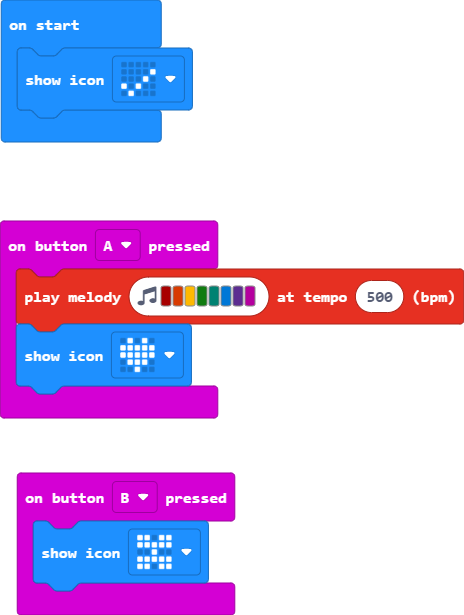 on start
show icon
on button A pressed
play melody at tempo 500 (bpm)
show icon
on button B pressed
show icon